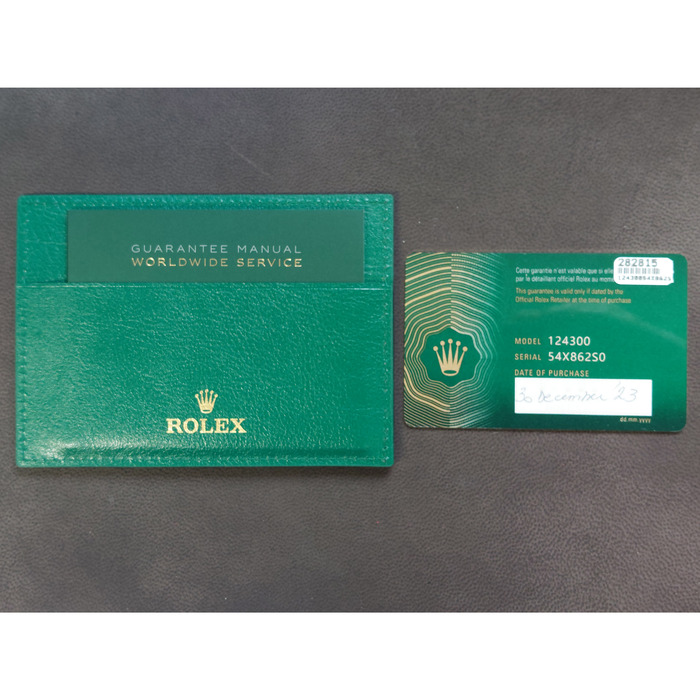 GUARANTEE MANUAL
WORLDWIDE SERVICE
ROLEX
282815
Cette garantie n'est valable que si elle
par le détaillant officiel Rolex au mome
This guarantee is valid only if dated by the
Official Rolex Retailer at the time of purchase
MODEL 124300
SERIAL 54X862S0
DATE OF PURCHASE
30 December '23
dd mm yyyy